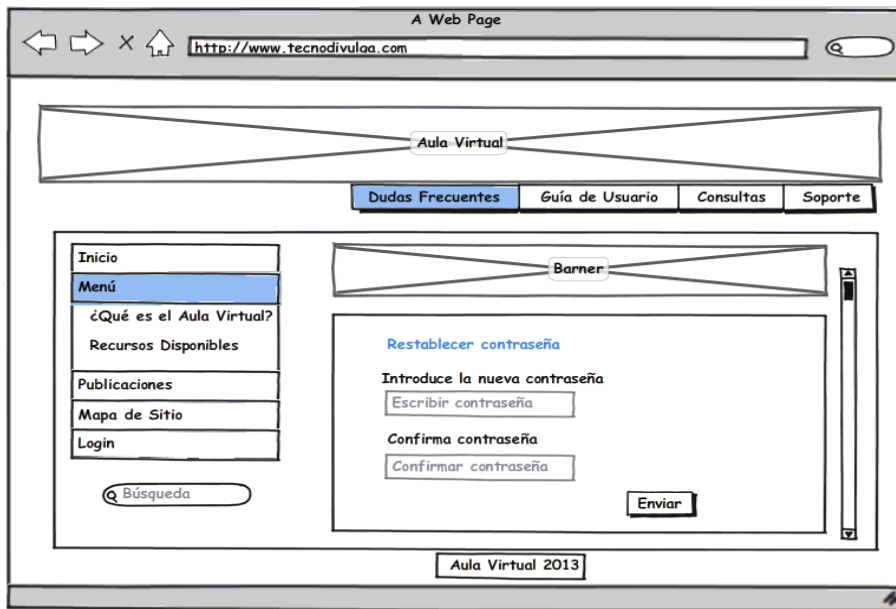 A Web Page
http://www.tecnodivulga.com
Aula Virtual
Dudas Frecuentes Guía de Usuario Consultas Soporte
Inicio
Menú
¿Qué es el Aula Virtual?
Recursos Disponibles
Publicaciones
Mapa de Sitio
Login
Búsqueda
Barner
Restablecer contraseña
Introduce la nueva contraseña
Escribir contraseña
Confirma contraseña
Confirmar contraseña
Enviar
Aula Virtual 2013